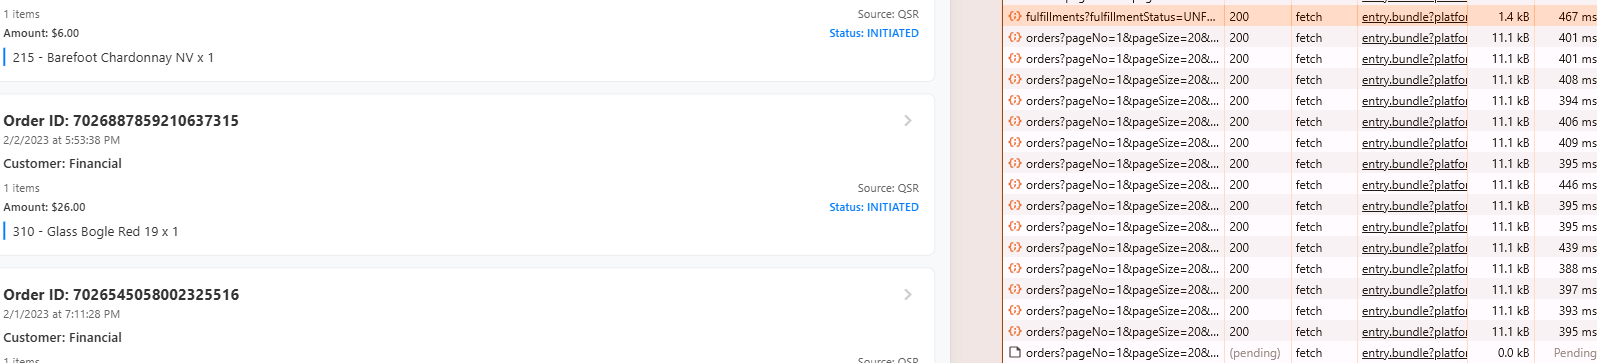 1 items
Source: QSR
Amount: $6.00
Status: INITIATED
215 - Barefoot Chardonnay NV x 1
Order ID: 7026887859210637315
2/2/2023 at 5:53:38 PM
Customer: Financial
1 items
Source: QSR
Amount: $26.00
Status: INITIATED
310 - Glass Bogle Red 19 x 1
Order ID: 7026545058002325516
2/1/2023 at 7:11:28 PM
Customer: Financial
1 items
Source: QSR
fulfillments?fulfillmentStatus=UNF... 200 fetch entry.bundle?platfo 1.4 kB 467 ms
orders?pageNo=1&pageSize=20&... 200 fetch entry.bundle?platfo 11.1 kB 401 ms
orders?pageNo=1&pageSize=20&... 200 fetch entry.bundle?platfo 11.1 kB 401 ms
orders?pageNo=1&pageSize=20&... 200 fetch entry.bundle?platfo 11.1 kB 408 ms
orders?pageNo=1&pageSize=20&... 200 fetch entry.bundle?platfo 11.1 kB 394 ms
orders?pageNo=1&pageSize=20&... 200 fetch entry.bundle?platfo 11.1 kB 406 ms
orders?pageNo=1&pageSize=20&... 200 fetch entry.bundle?platfo 11.1 kB 409 ms
orders?pageNo=1&pageSize=20&... 200 fetch entry.bundle?platfo 11.1 kB 395 ms
orders?pageNo=1&pageSize=20&... 200 fetch entry.bundle?platfo 11.1 kB 446 ms
orders?pageNo=1&pageSize=20&... 200 fetch entry.bundle?platfo 11.1 kB 395 ms
orders?pageNo=1&pageSize=20&... 200 fetch entry.bundle?platfo 11.1 kB 395 ms
orders?pageNo=1&pageSize=20&... 200 fetch entry.bundle?platfo 11.1 kB 439 ms
orders?pageNo=1&pageSize=20&... 200 fetch entry.bundle?platfo 11.1 kB 388 ms
orders?pageNo=1&pageSize=20&... 200 fetch entry.bundle?platfo 11.1 kB 397 ms
orders?pageNo=1&pageSize=20&... 200 fetch entry.bundle?platfo 11.1 kB 393 ms
orders?pageNo=1&pageSize=20&... 200 fetch entry.bundle?platfo 11.1 kB 395 ms
orders?pageNo=1&pageSize=20&... (pending) fetch entry.bundle?platfo 0.0 kB Pending